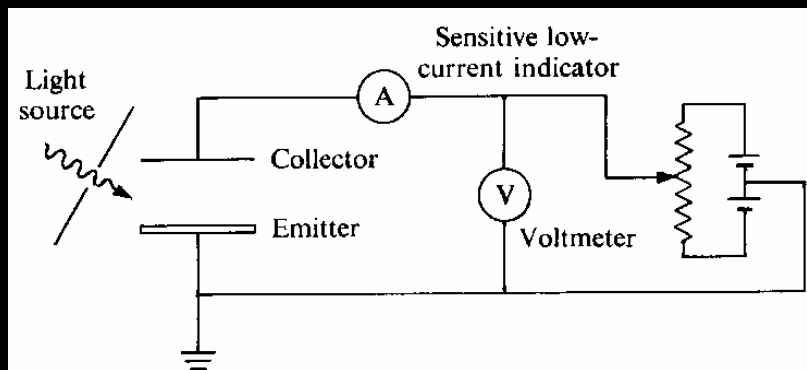 Sensitive low-
current indicator
Light
source
A
Collector
V
Emitter
Voltmeter